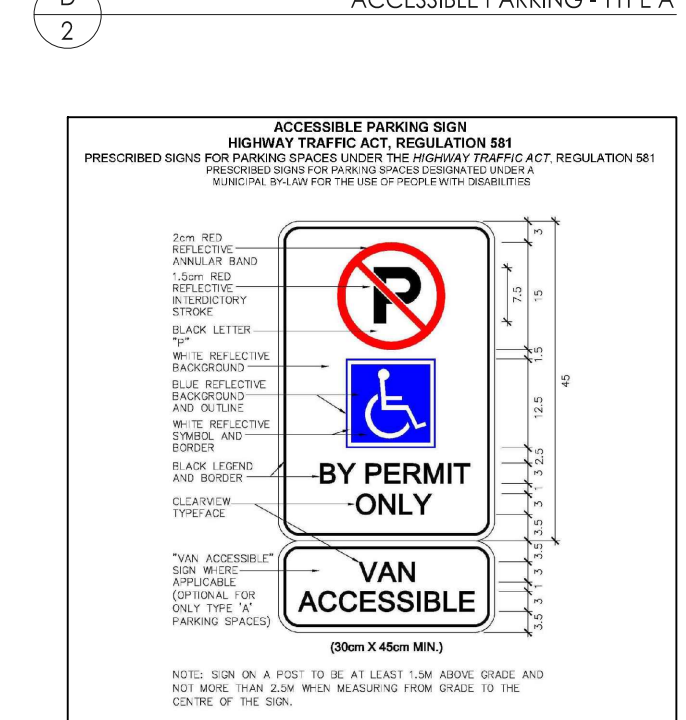 2
ACCESSIBLE PARKING - TYPE A
ACCESSIBLE PARKING SIGN
HIGHWAY TRAFFIC ACT, REGULATION 581
PRESCRIBED SIGNS FOR PARKING SPACES UNDER THE HIGHWAY TRAFFIC ACT, REGULATION 581
PRESCRIBED SIGNS FOR PARKING SPACES DESIGNATED UNDER A
MUNICIPAL BY-LAW FOR THE USE OF PEOPLE WITH DISABILITIES
2cm RED
REFLECTIVE
ANNULAR BAND
1.5cm RED
REFLECTIVE
INTERDICTORY
STROKE
BLACK LETTER
"P"
WHITE REFLECTIVE
BACKGROUND
BLUE REFLECTIVE
BACKGROUND
AND OUTLINE
WHITE REFLECTIVE
SYMBOL AND
BORDER
BLACK LEGEND
AND BORDER
CLEARVIEW
TYPEFACE
"VAN ACCESSIBLE"
SIGN WHERE
APPLICABLE
(OPTIONAL FOR
ONLY TYPE 'A'
PARKING SPACES)
P
BY PERMIT
ONLY
VAN
ACCESSIBLE
3
7.5
15
1.5
45
12.5
2.5
3
1
3
3.5
3.5
3
1
3
3.5
(30cm X 45cm MIN.)
NOTE: SIGN ON A POST TO BE AT LEAST 1.5M ABOVE GRADE AND
NOT MORE THAN 2.5M WHEN MEASURING FROM GRADE TO THE
CENTRE OF THE SIGN.